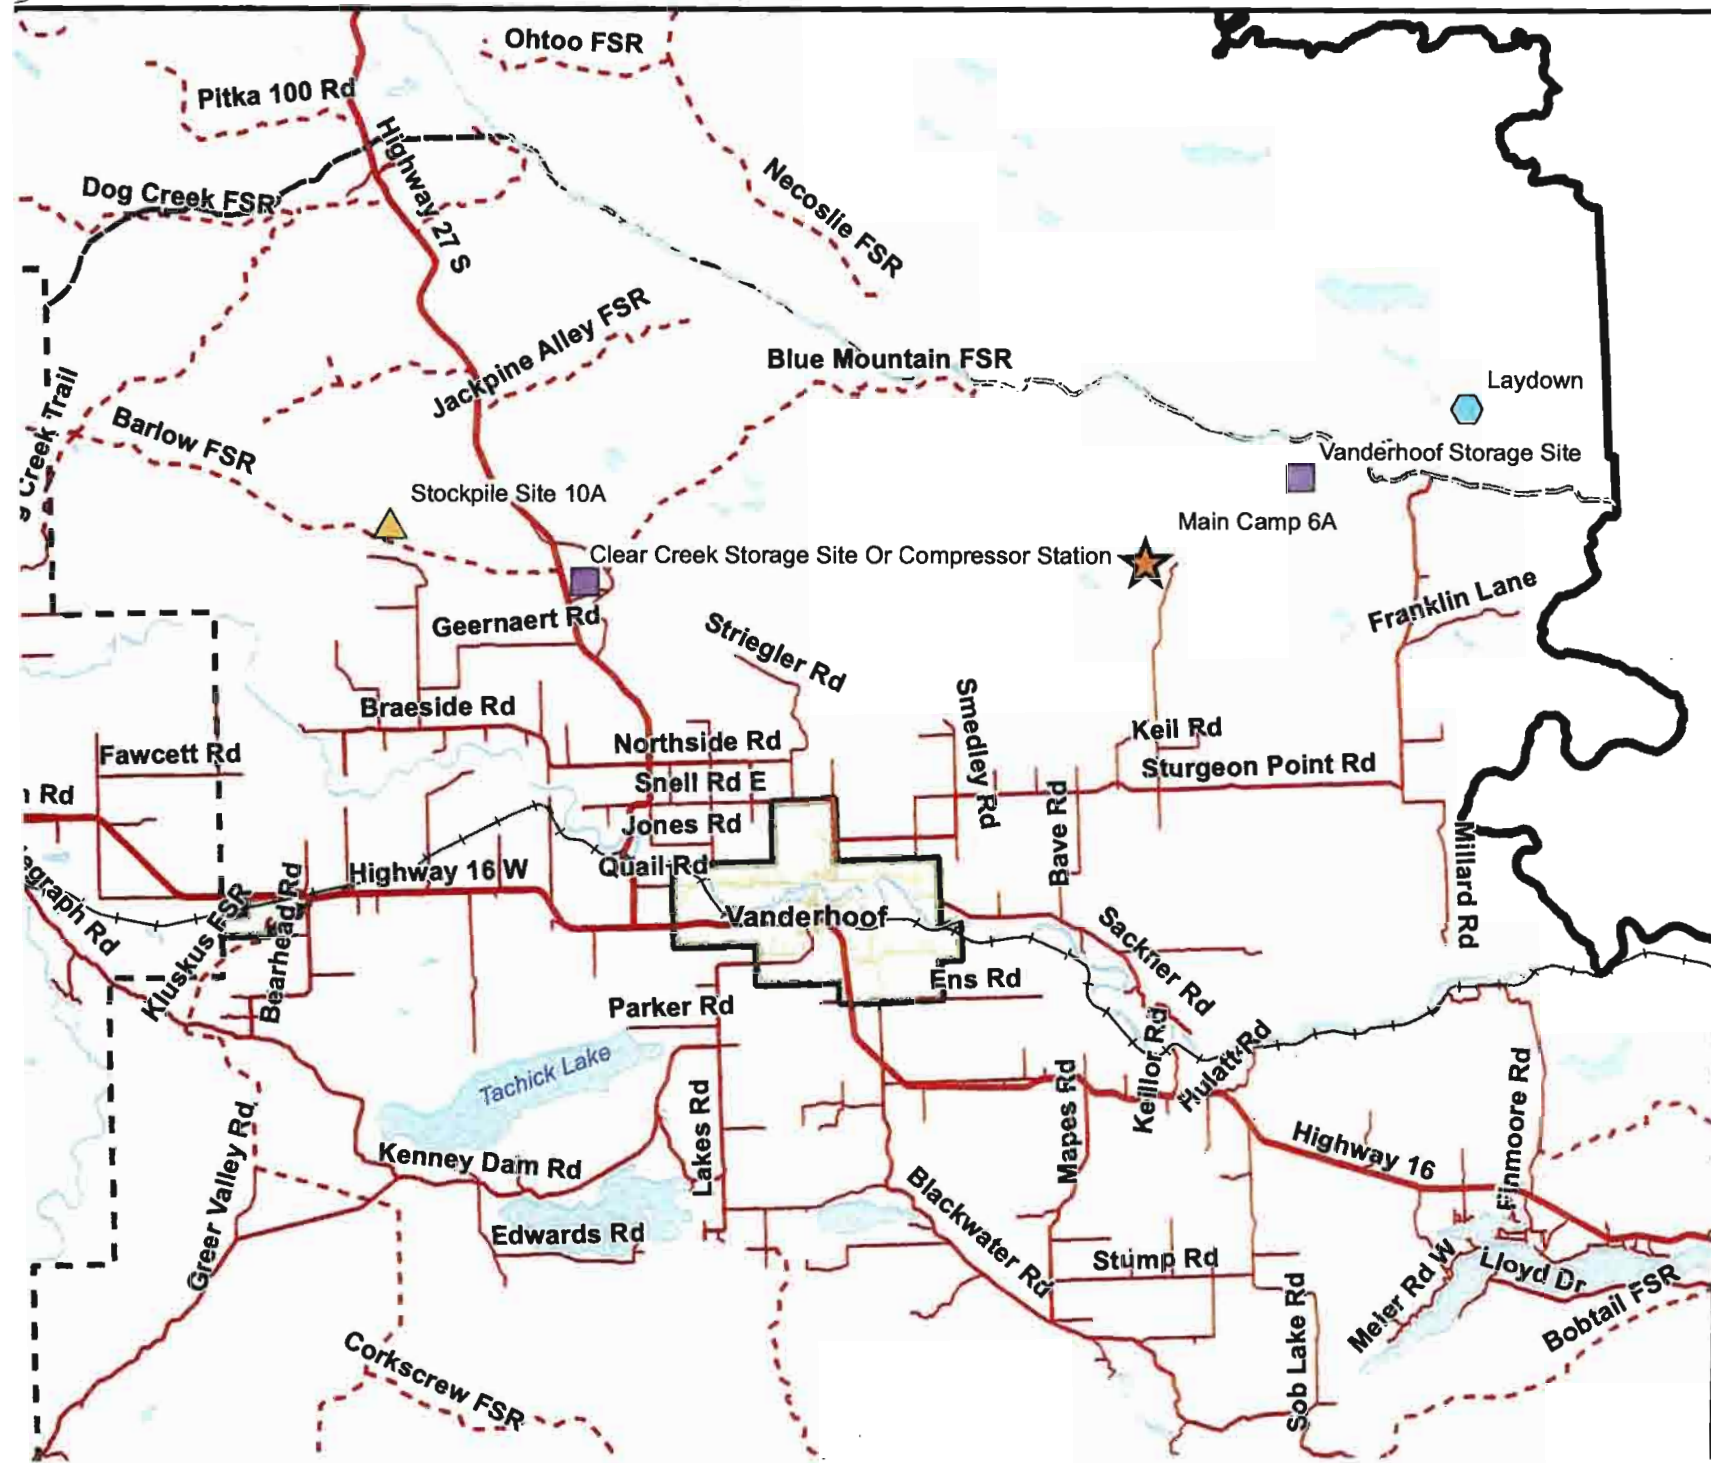 Ohtoo FSR
Pitka 100 Rd
Highway 27 S
Necoslie FSR
Dog Creek FSR
Jackpine Alley FSR
Blue Mountain FSR
Laydown
Creek Trail
Barlow FSR
Vanderhoof Storage Site
Stockpile Site 10A
Main Camp 6A
Clear Creek Storage Site Or Compressor Station
Franklin Lane
Geernaert Rd
Striegler Rd
Braeside Rd
Smedley Rd
Keil Rd
Northside Rd
Fawcett Rd
Sturgeon Point Rd
Snell Rd E
Rd
Jones Rd
Bave Rd
Millard Rd
Quail Rd
Highway 16 W
Vanderhoof
Sackner Rd
Kluskus FSR
Bearhead Rd
Ens Rd
Parker Rd
Tachick Lake
Keillor Rd
Hulatt Rd
Finmoore Rd
Mapes Rd
Lakes Rd
Greer Valley Rd
Kenney Dam Rd
Highway 16
Blackwater Rd
Edwards Rd
Stump Rd
Meier Rd W
Lloyd Dr
Bobtail FSR
Sob Lake Rd
Corkscrew FSR